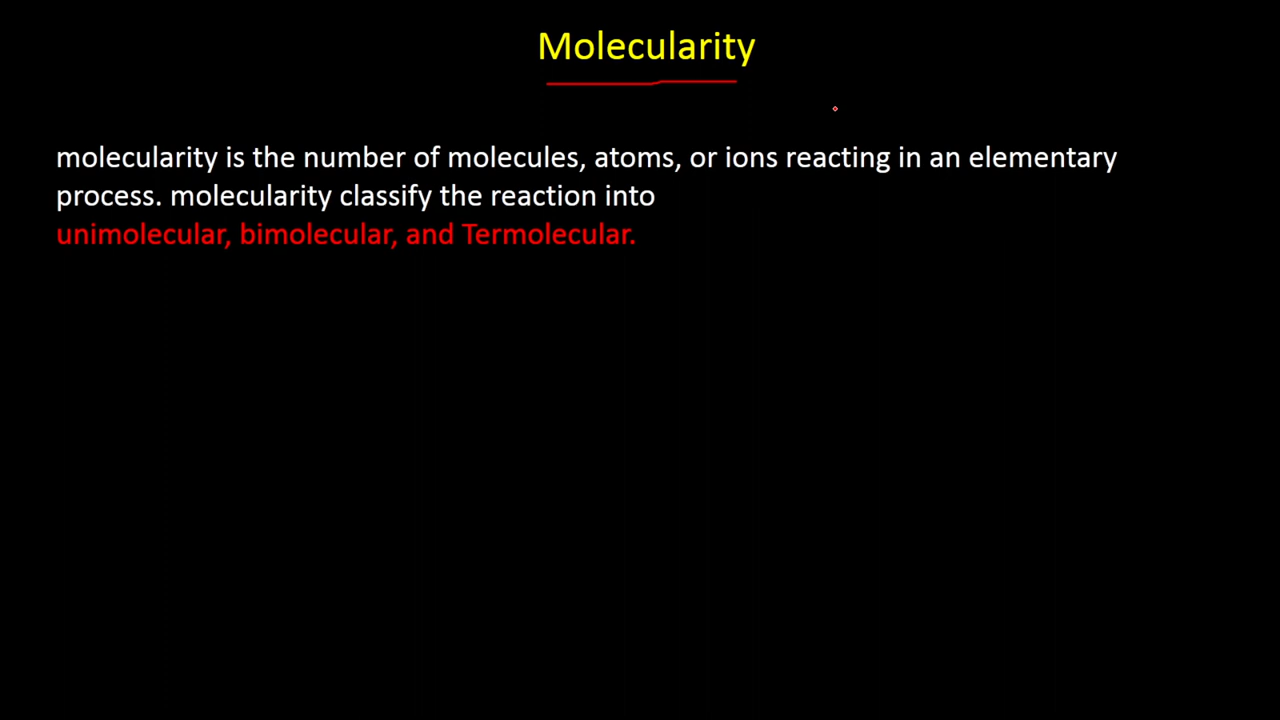 Molecularity
molecularity is the number of molecules, atoms, or ions reacting in an elementary
process. molecularity classify the reaction into
unimolecular, bimolecular, and Termolecular.